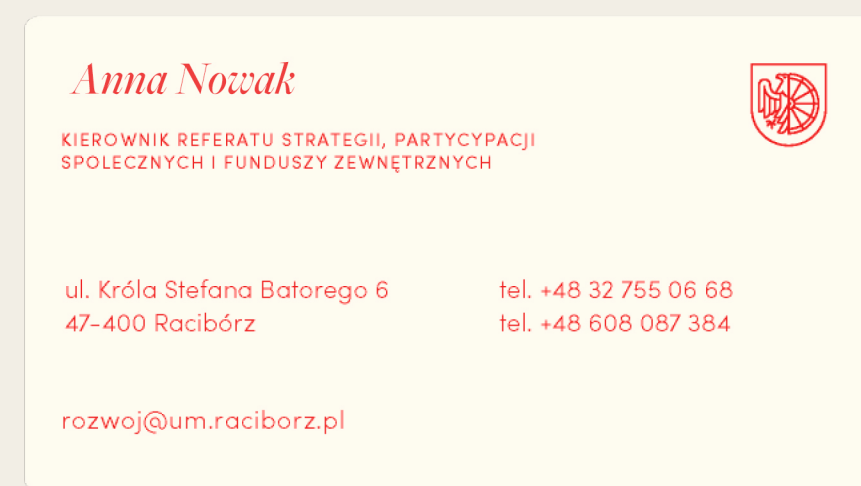 Anna Nowak
KIEROWNIK REFERATU STRATEGII, PARTYCYPACJI
SPOLECZNYCH I FUNDUSZY ZEWNĘTRZNYCH
ul. Króla Stefana Batorego 6
47-400 Racibórz
tel. +48 32 755 06 68
tel. +48 608 087 384
rozwoj@um.raciborz.pl